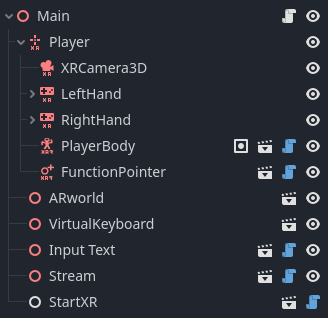 Main
Player
XRCamera3D
LeftHand
RightHand
PlayerBody
FunctionPointer
ARworld
VirtualKeyboard
Input Text
Stream
StartXR